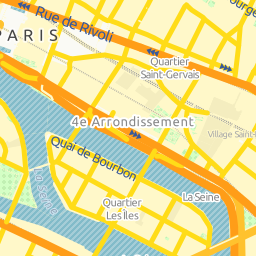 Rue de Rivoli
PARIS
Quartier
Saint-Gervais
4e Arrondissement
Village Saint-
Quai de Bourbon
La Seine
La Seine
Quartier
Les Îles